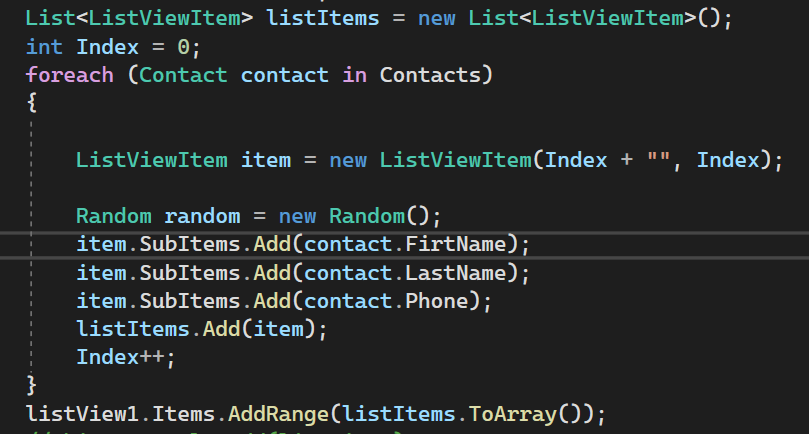 List<ListViewItem> listItems = new List<ListViewItem>();
int Index = 0;
foreach (Contact contact in Contacts)
{
ListViewItem item = new ListViewItem(Index + "", Index);
Random random = new Random();
item.SubItems.Add(contact.FirtName);
item.SubItems.Add(contact.LastName);
item.SubItems.Add(contact.Phone);
listItems.Add(item);
Index++;
}
listView1.Items.AddRange(listItems.ToArray());